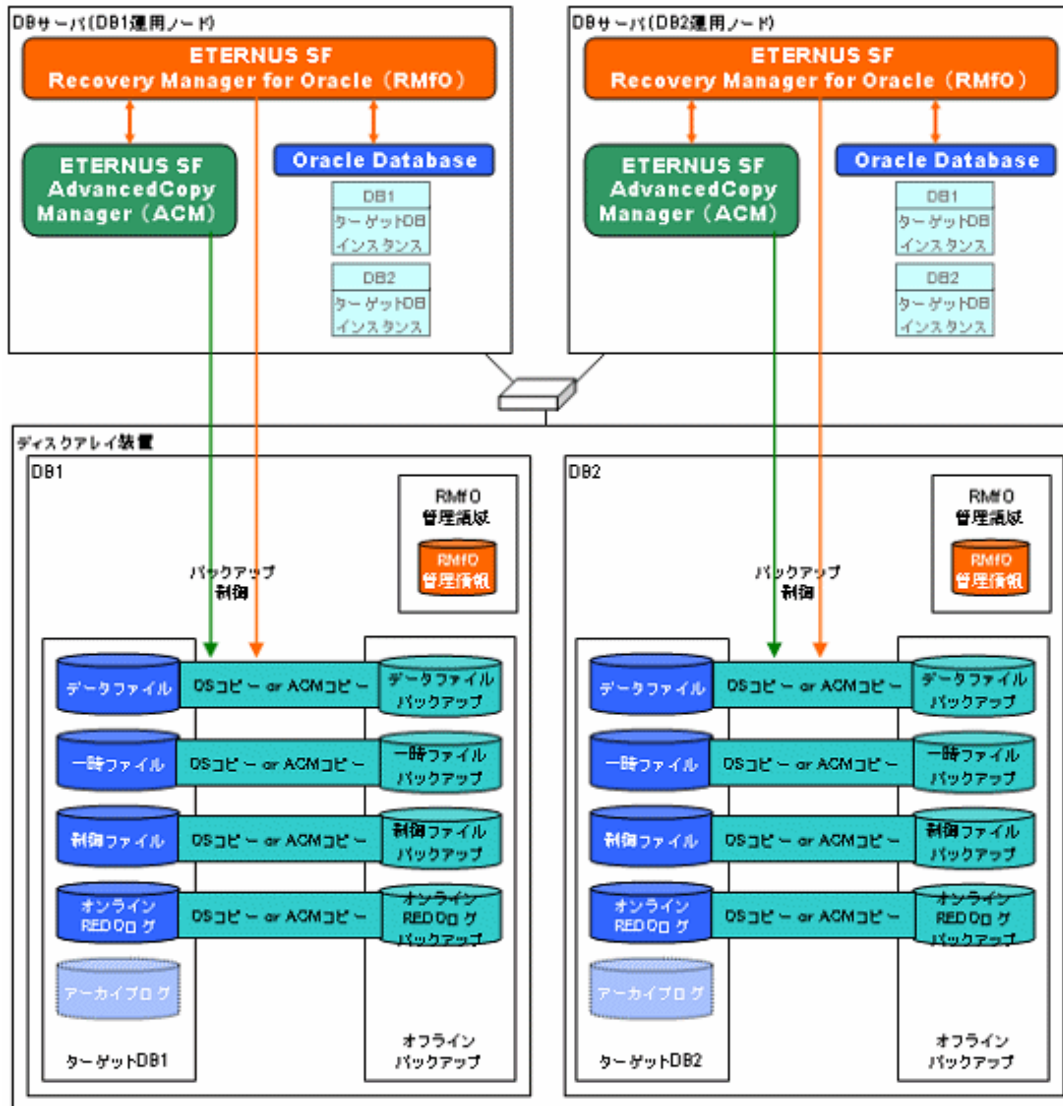 DBサーバ(DB1運用ノード)
ETERNUS SF
Recovery Manager for Oracle（RMfO）
ETERNUS SF
AdvancedCopy
Manager（ACM）
Oracle Database
DB1
ターゲットDB
インスタンス
DB2
ターゲットDB
インスタンス
DBサーバ(DB2運用ノード)
ETERNUS SF
Recovery Manager for Oracle（RMfO）
ETERNUS SF
AdvancedCopy
Manager（ACM）
Oracle Database
DB1
ターゲットDB
インスタンス
DB2
ターゲットDB
インスタンス
ディスクアレイ装置
DB1
RMfO
管理領域
RMfO
管理情報
バックアップ
制御
データファイル
OSコピー or ACMコピー
データファイル
バックアップ
一時ファイル
OSコピー or ACMコピー
一時ファイル
バックアップ
制御ファイル
OSコピー or ACMコピー
制御ファイル
バックアップ
オンライン
REDOログ
OSコピー or ACMコピー
オンライン
REDOログ
バックアップ
アーカイブログ
ターゲットDB1
オフライン
バックアップ
DB2
RMfO
管理領域
RMfO
管理情報
バックアップ
制御
データファイル
OSコピー or ACMコピー
データファイル
バックアップ
一時ファイル
OSコピー or ACMコピー
一時ファイル
バックアップ
制御ファイル
OSコピー or ACMコピー
制御ファイル
バックアップ
オンライン
REDOログ
OSコピー or ACMコピー
オンライン
REDOログ
バックアップ
アーカイブログ
ターゲットDB2
オフライン
バックアップ